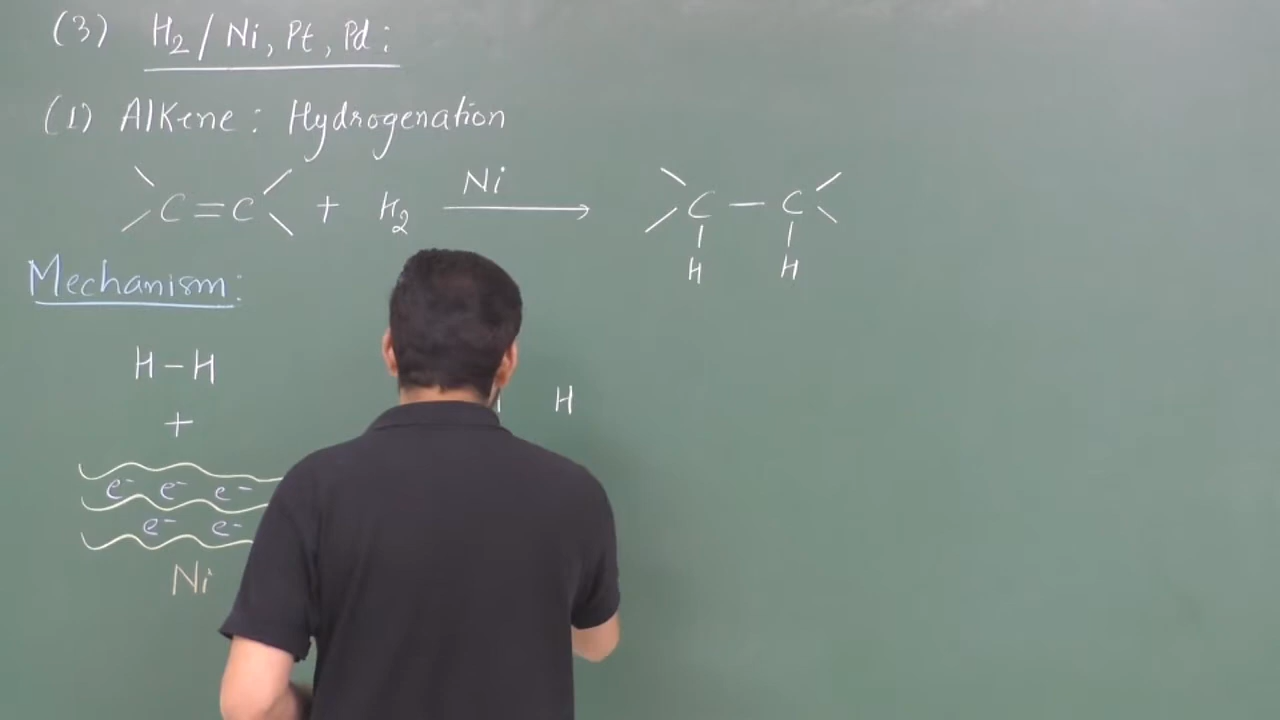 (3) H2/Ni, Pt, Pd:
(1) Alkene: Hydrogenation
C=C + H2 Ni C — C
H H
Mechanism:
H-H
H
+
e- e- e-
e- e-
Ni